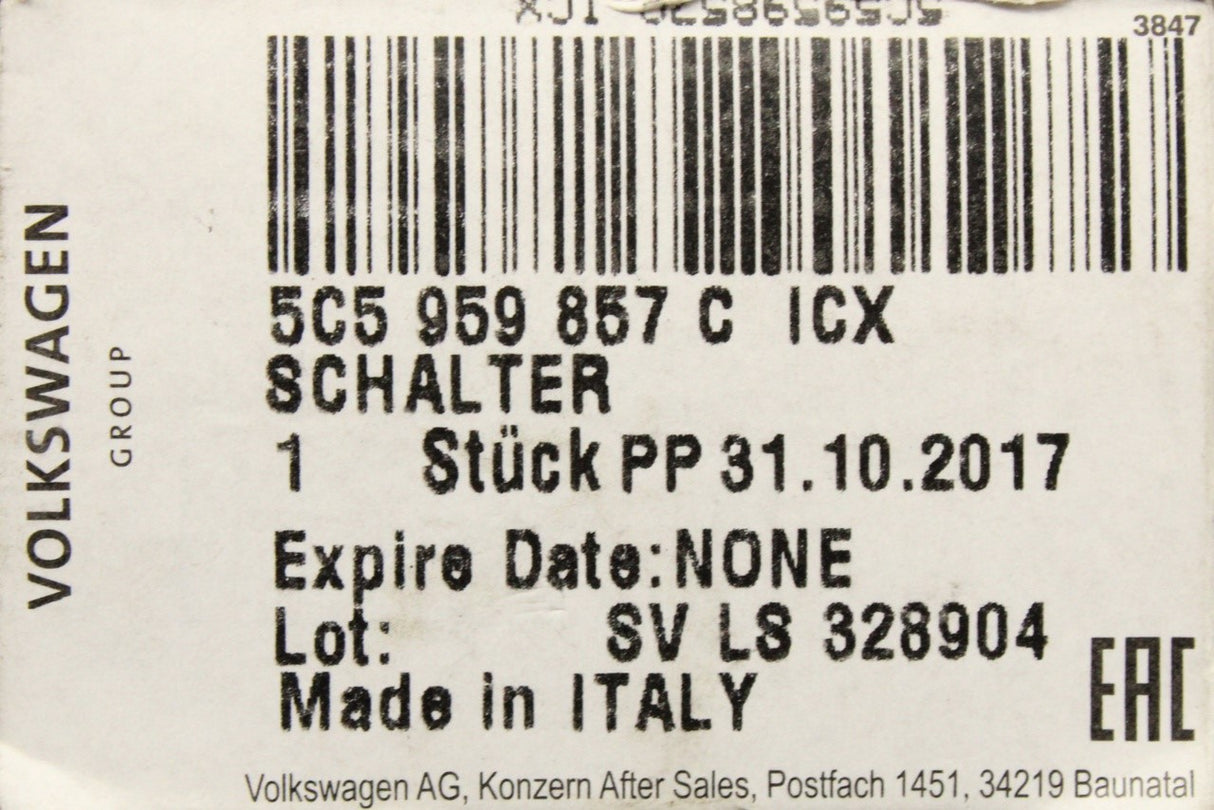 3847
5C5 959 857 C ICX
SCHALTER
1 Stück PP 31.10.2017
Expire Date:NONE
Lot: SV LS 328904
Made in ITALY
EAC
Volkswagen AG, Konzern After Sales, Postfach 1451, 34219 Baunatal
VOLKSWAGEN
GROUP